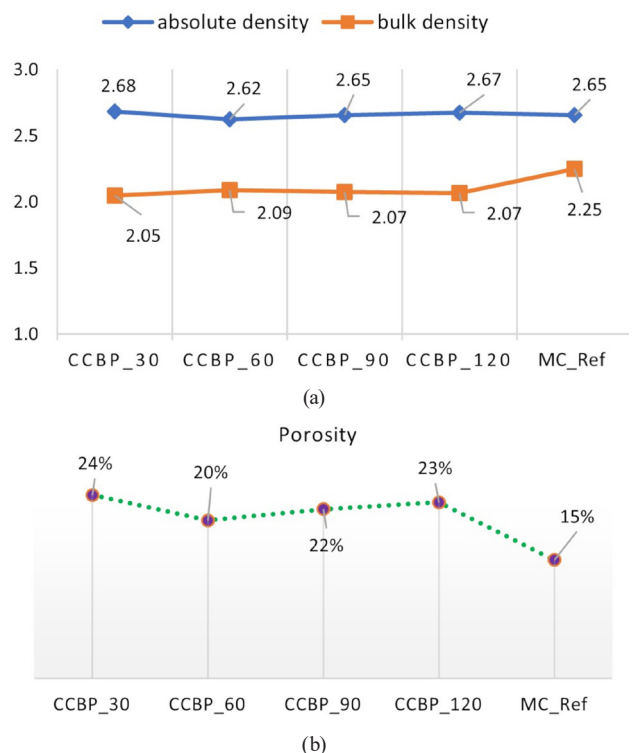 absolute density bulk density
3.0
2.68 2.62 2.65 2.67 2.65
2.5
2.0
2.05 2.09 2.07 2.07 2.25
1.5
1.0
CCBP_30 CCBP_60 CCBP_90 CCBP_120 MC_Ref
(a)
Porosity
24% 20% 22% 23% 15%
CCBP_30 CCBP_60 CCBP_90 CCBP_120 MC_Ref
(b)